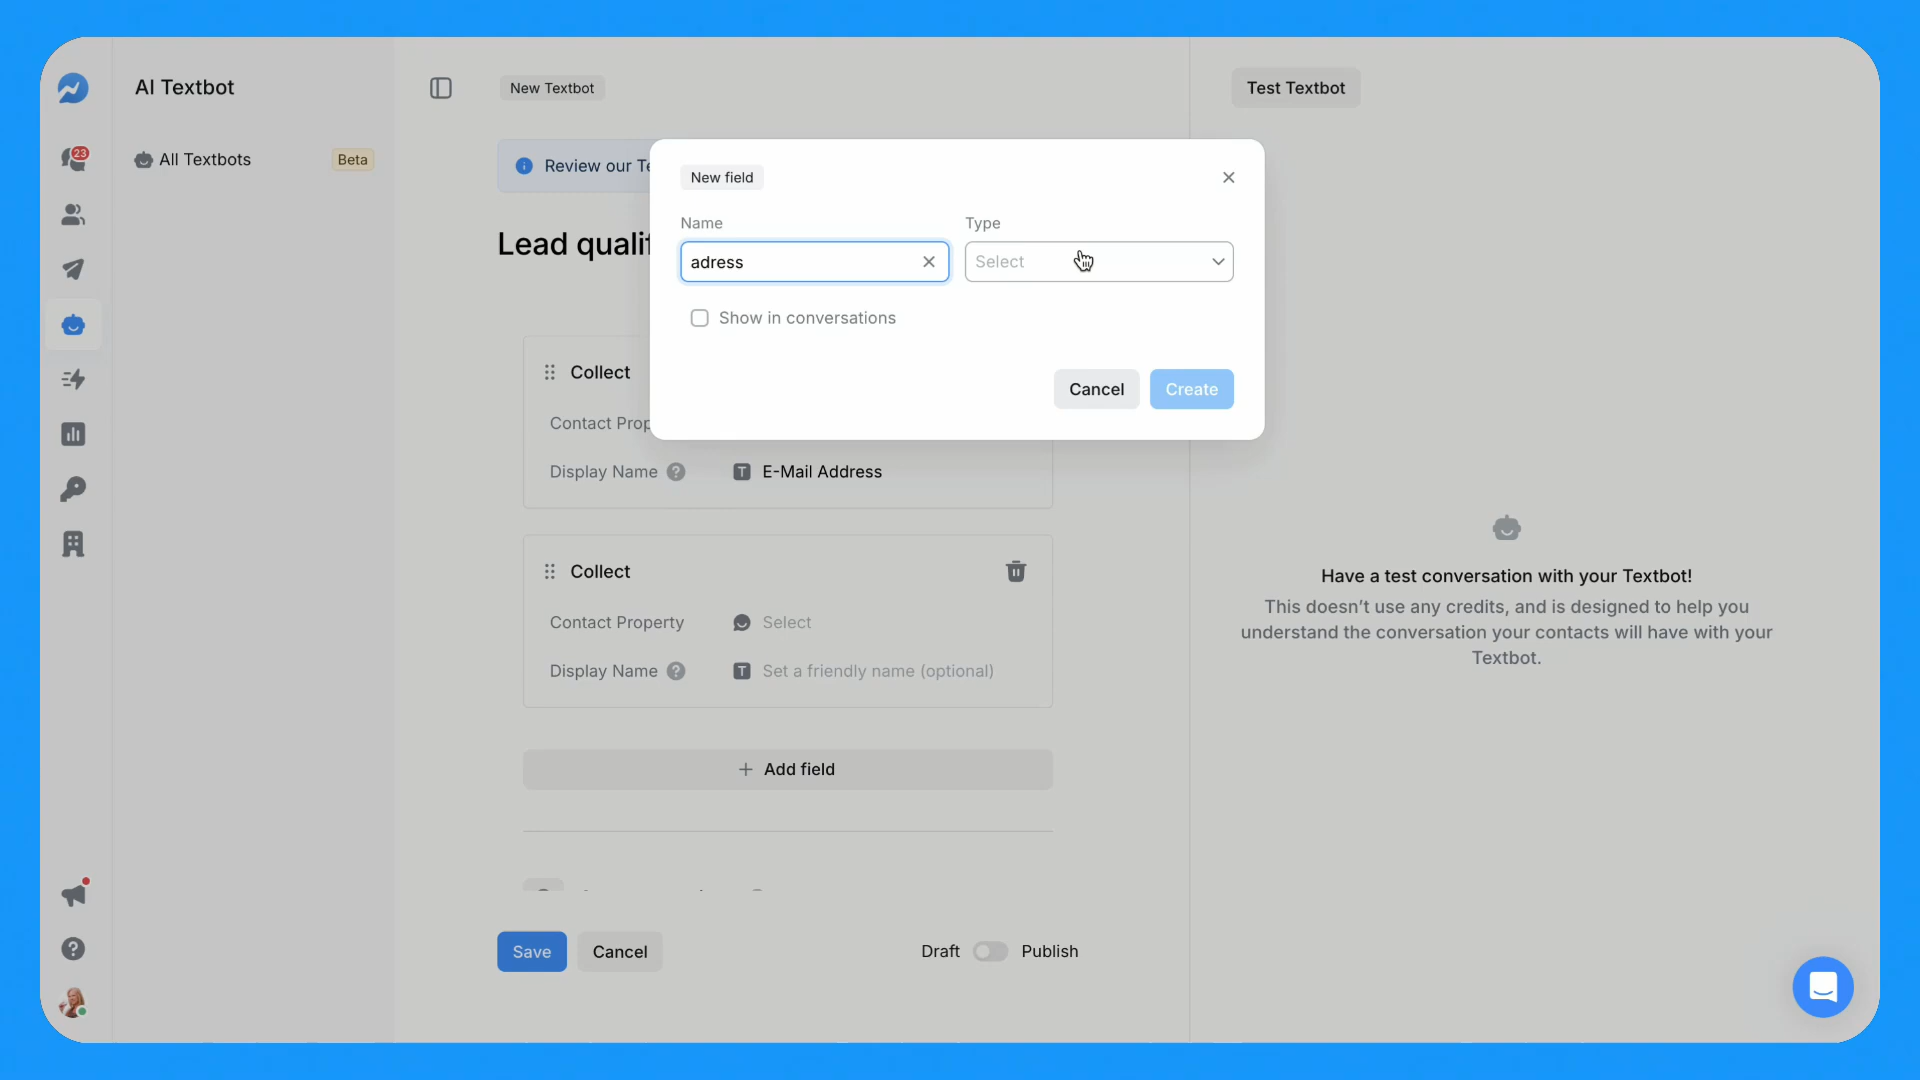 AI Textbot
New Textbot
Test Textbot
23
All Textbots
Beta
Review our Te
New field
Name
Type
Lead qualif
adress
Select
Show in conversations
Collect
Cancel
Create
Contact Prop
Display Name ?
T
E-Mail Address
Collect
Contact Property
Select
Display Name ?
T
Set a friendly name (optional)
Have a test conversation with your Textbot!
This doesn’t use any credits, and is designed to help you
understand the conversation your contacts will have with your
Textbot.
+ Add field
Save
Cancel
Draft
Publish